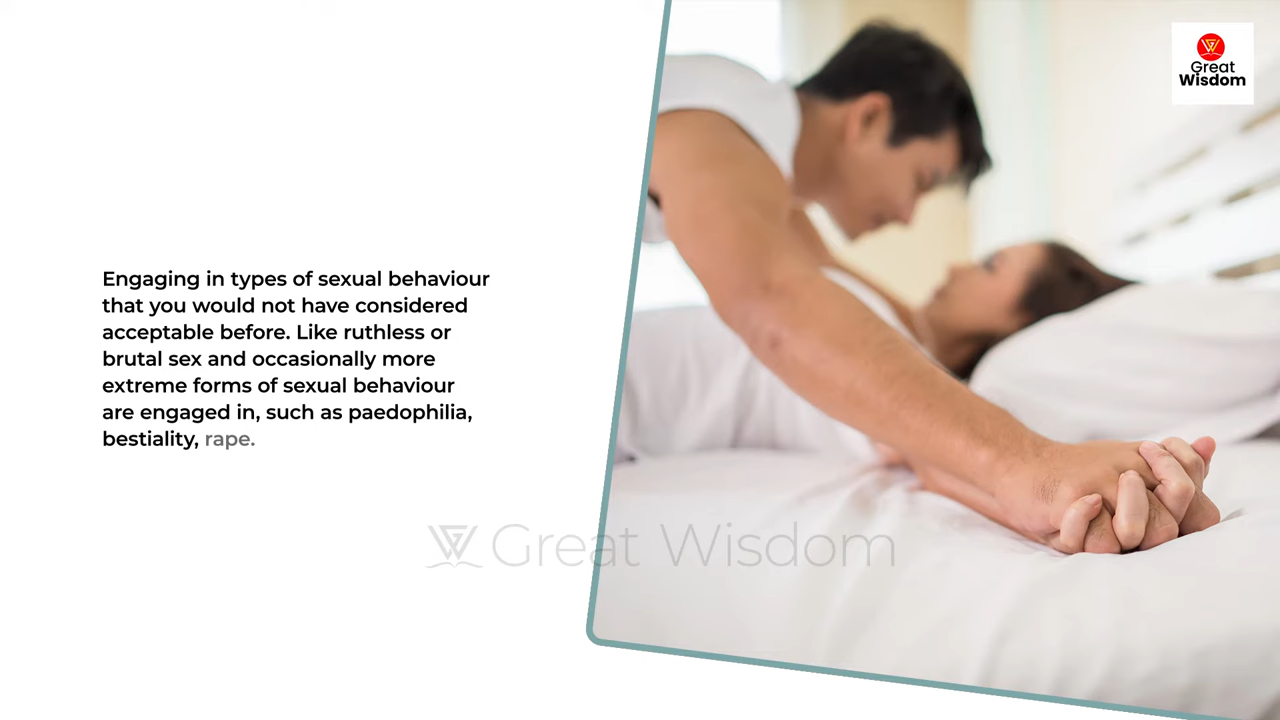 Great
Wisdom
Engaging in types of sexual behaviour
that you would not have considered
acceptable before. Like ruthless or
brutal sex and occasionally more
extreme forms of sexual behaviour
are engaged in, such as paedophilia,
bestiality, rape.
Great Wisdom